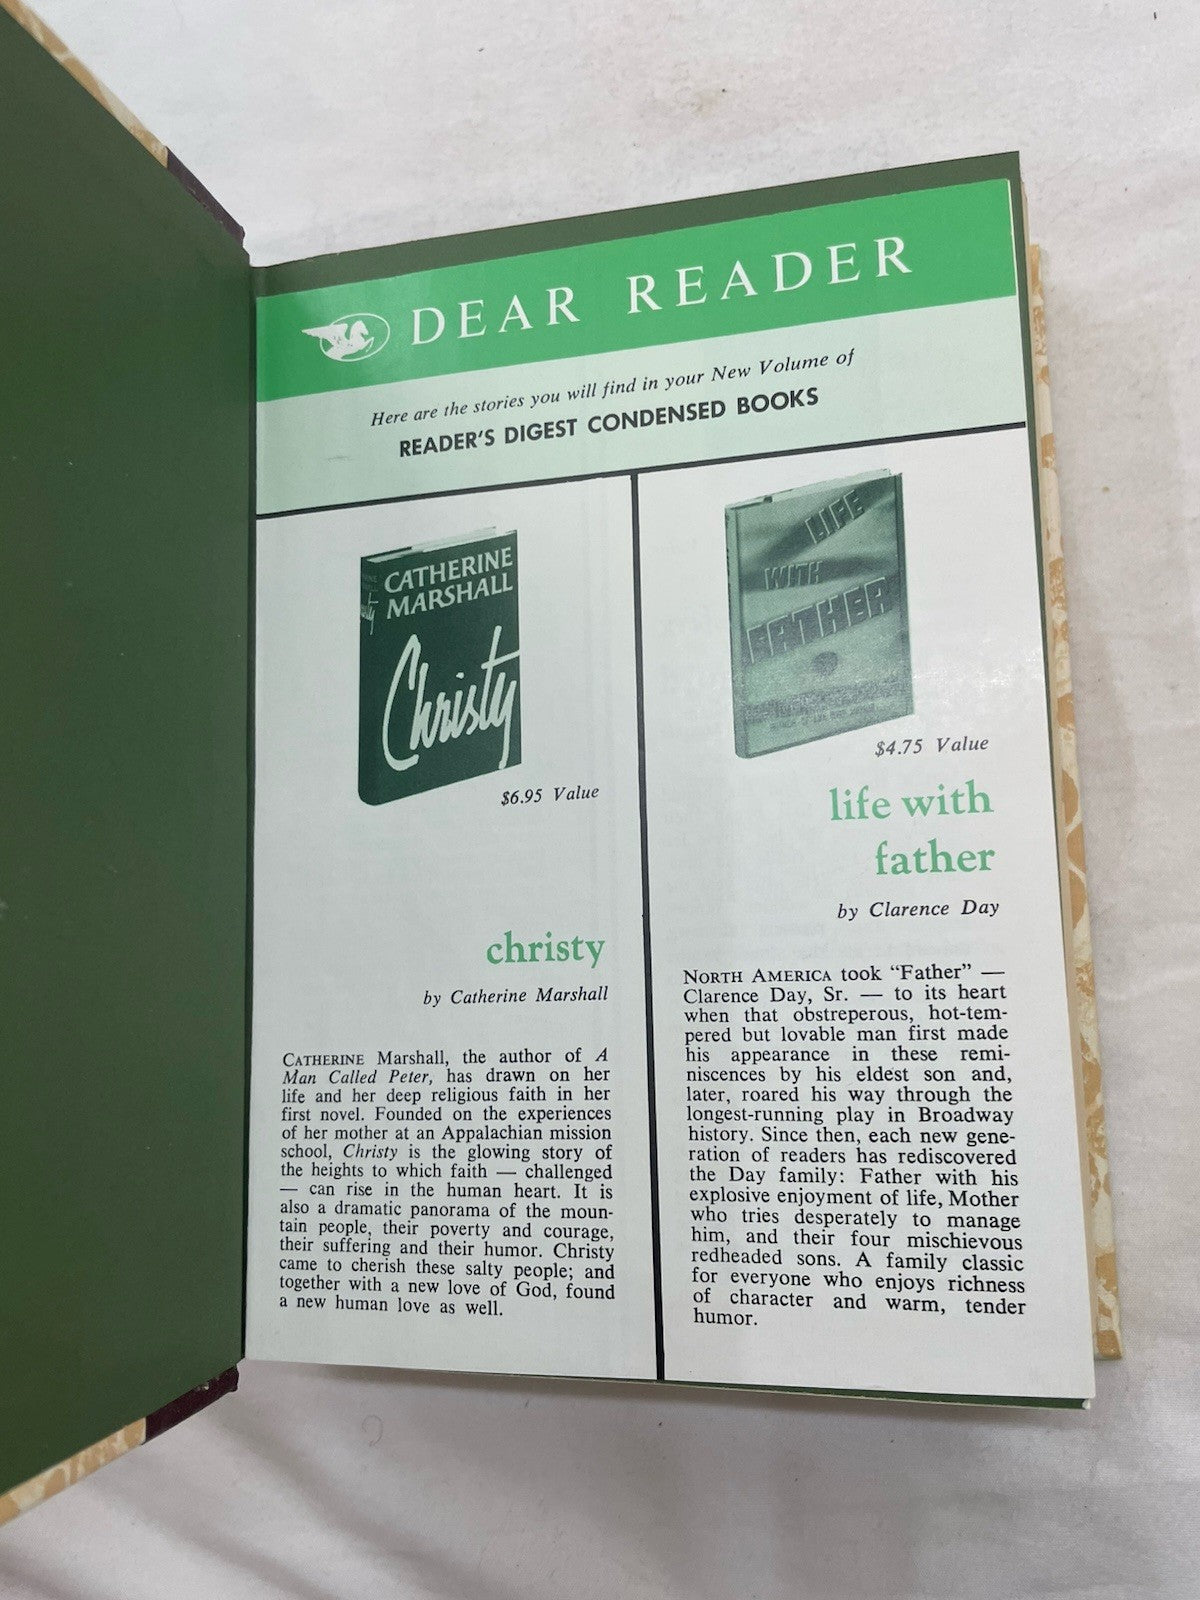 DEAR READER
Here are the stories you will find in your New Volume of
READER'S DIGEST CONDENSED BOOKS
CATHERINE
MARSHALL
Christy
$6.95 Value
christy
by Catherine Marshall
CATHERINE Marshall, the author of A
Man Called Peter, has drawn on her
life and her deep religious faith in her
first novel. Founded on the experiences
of her mother at an Appalachian mission
school, Christy is the glowing story of
the heights to which faith — challenged
— can rise in the human heart. It is
also a dramatic panorama of the moun-
tain people, their poverty and courage,
their suffering and their humor. Christy
came to cherish these salty people; and
together with a new love of God, found
a new human love as well.
LIFE
WITH
FATHER
$4.75 Value
life with
father
by Clarence Day
NORTH AMERICA took "Father" —
Clarence Day, Sr. — to its heart
when that obstreperous, hot-tem-
pered but lovable man first made
his appearance in these remi-
niscences by his eldest son and,
later, roared his way through the
longest-running play in Broadway
history. Since then, each new gene-
ration of readers has rediscovered
the Day family: Father with his
explosive enjoyment of life, Mother
who tries desperately to manage
him, and their four mischievous
redheaded sons. A family classic
for everyone who enjoys richness
of character and warm, tender
humor.